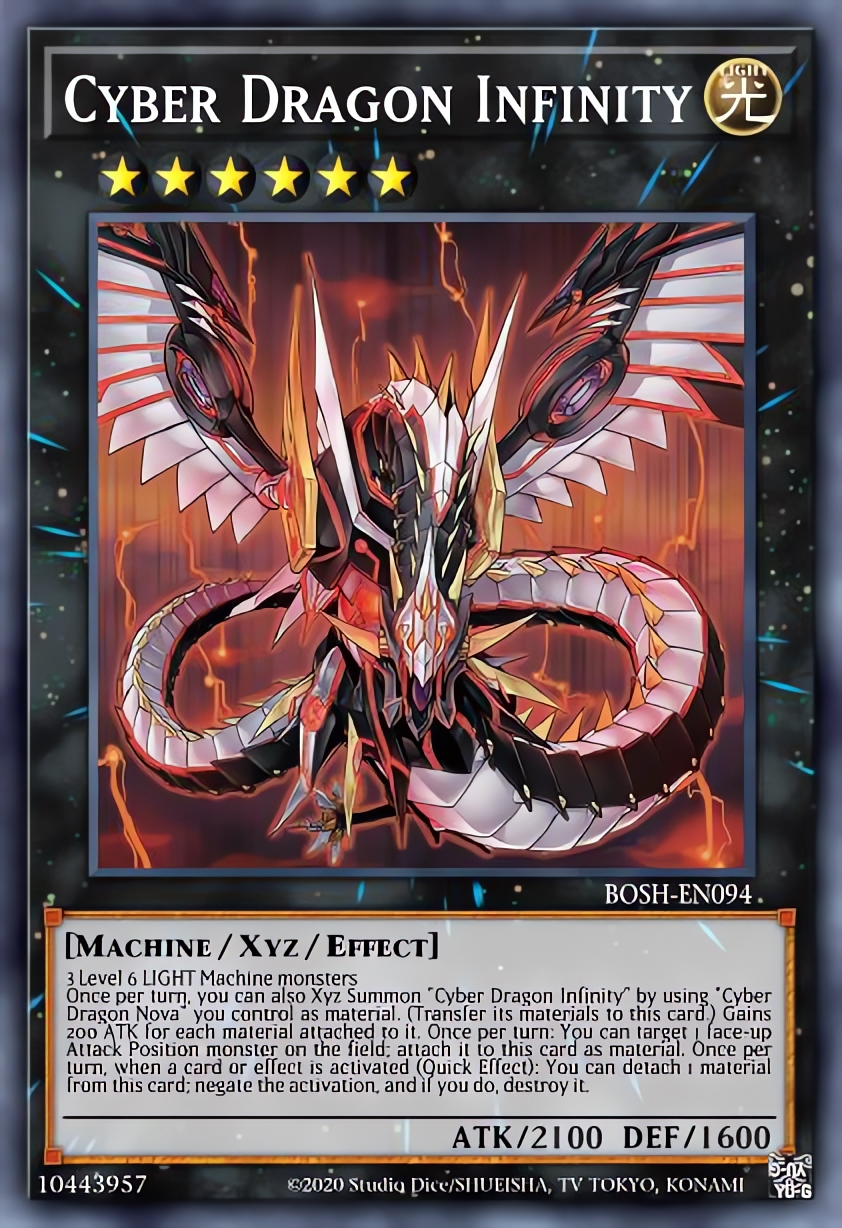 CYBER DRAGON INFINITY
LIGHT
光
BOSH-EN094
[MACHINE / XYZ / EFFECT]
3 Level 6 LIGHT Machine monsters
Once per turn, you can also Xyz Summon "Cyber Dragon Infinity" by using "Cyber
Dragon Nova" you control as material. (Transfer its materials to this card.) Gains
200 ATK for each material attached to it. Once per turn: You can target 1 face-up
Attack Position monster on the field; attach it to this card as material. Once per
turn, when a card or effect is activated (Quick Effect): You can detach 1 material
from this card; negate the activation, and if you do, destroy it.
ATK/2100 DEF/1600
10443957
©2020 Studio Dice/SHUEISHA, TV TOKYO, KONAMI